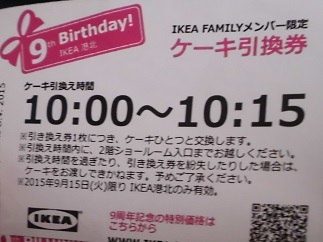 9th Birthday!
IKEA 港北
IKEA FAMILYメンバー限定
ケーキ引換券
ケーキ引換え時間
10:00〜10:15
※引き換え券1枚につき、ケーキひとつと交換します。
※引換え時間内に、2階ショールーム入口までお越しください。
※引換え時間を過ぎたり、引き換え券を紛失したりした場合は、
ケーキをお渡しできかねます。予めご了承ください。
※2015年9月15日(火)限り IKEA港北のみ有効。
IKEA
9周年記念の特別価格は
こちらから